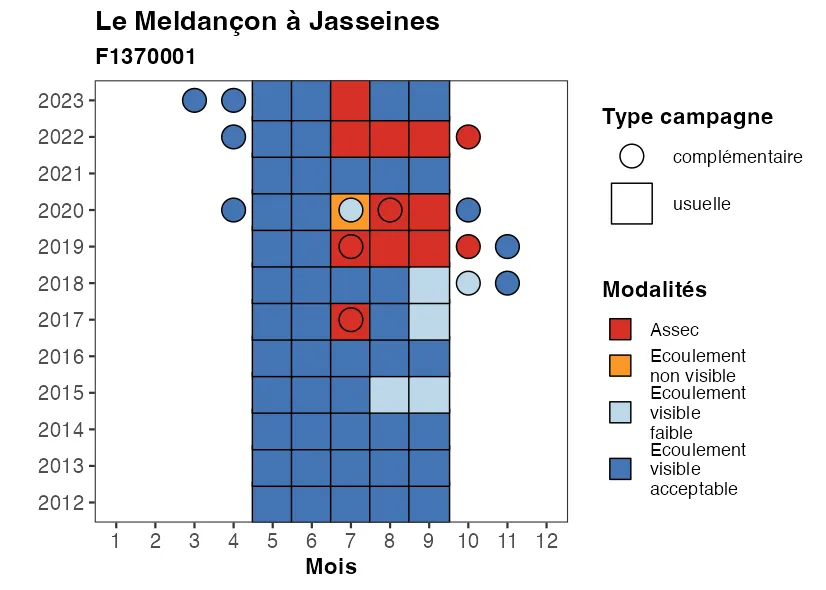 Le Meldançon à Jasseines
F1370001
2023
2022
2021
2020
2019
2018
2017
2016
2015
2014
2013
2012
1 2 3 4 5 6 7 8 9 10 11 12
Mois
Type campagne
complémentaire
usuelle
Modalités
Assec
Ecoulement
non visible
Ecoulement
visible
faible
Ecoulement
visible
acceptable